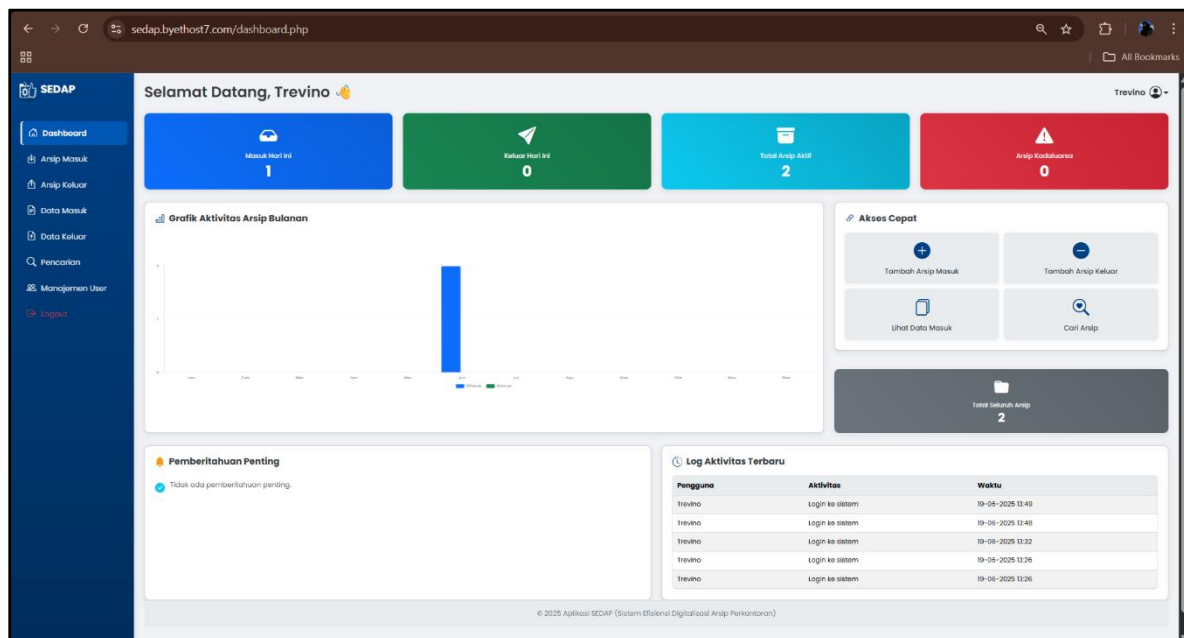 sedap.byethost7.com/dashboard.php
All Bookmarks
SEDAP
Selamat Datang, Trevino 👋
Trevino
Dashboard
Arsip Masuk
Arsip Keluar
Data Masuk
Data Keluar
Pencarian
Manajemen User
Logout
Masuk Hari Ini
1
Keluar Hari Ini
0
Total Arsip Aktif
2
Arsip Kadaluarsa
0
Grafik Aktivitas Arsip Bulanan
Akses Cepat
Tambah Arsip Masuk
Tambah Arsip Keluar
Lihat Data Masuk
Cari Arsip
Total Seluruh Arsip
2
Pemberitahuan Penting
Tidak ada pemberitahuan penting.
Log Aktivitas Terbaru
Pengguna Aktivitas Waktu
Trevino Login ke sistem 19-06-2025 13:49
Trevino Login ke sistem 19-06-2025 13:48
Trevino Login ke sistem 19-06-2025 13:32
Trevino Login ke sistem 19-06-2025 13:26
Trevino Login ke sistem 19-06-2025 13:26
© 2025 Aplikasi SEDAP (Sistem Efisiensi Digitalisasi Arsip Perkantoran)